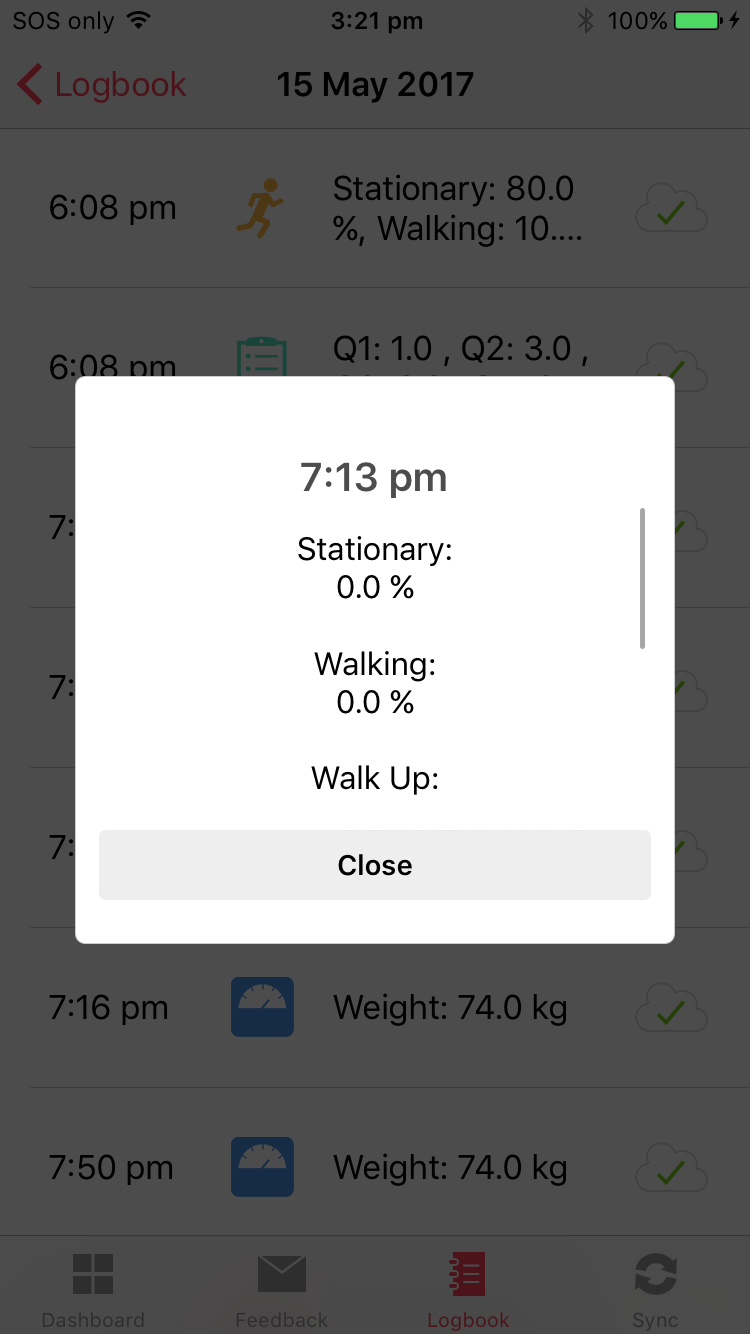 SOS only 3:21 pm 100%
Logbook 15 May 2017
6:08 pm Stationary: 80.0
%, Walking: 10....
6:08 pm Q1: 1.0 , Q2: 3.0 ,
7:13 pm
7:
Stationary:
0.0 %
Walking:
7:
0.0 %
Walk Up:
7:
Close
7:16 pm Weight: 74.0 kg
7:50 pm Weight: 74.0 kg
Dashboard Feedback Logbook Sync